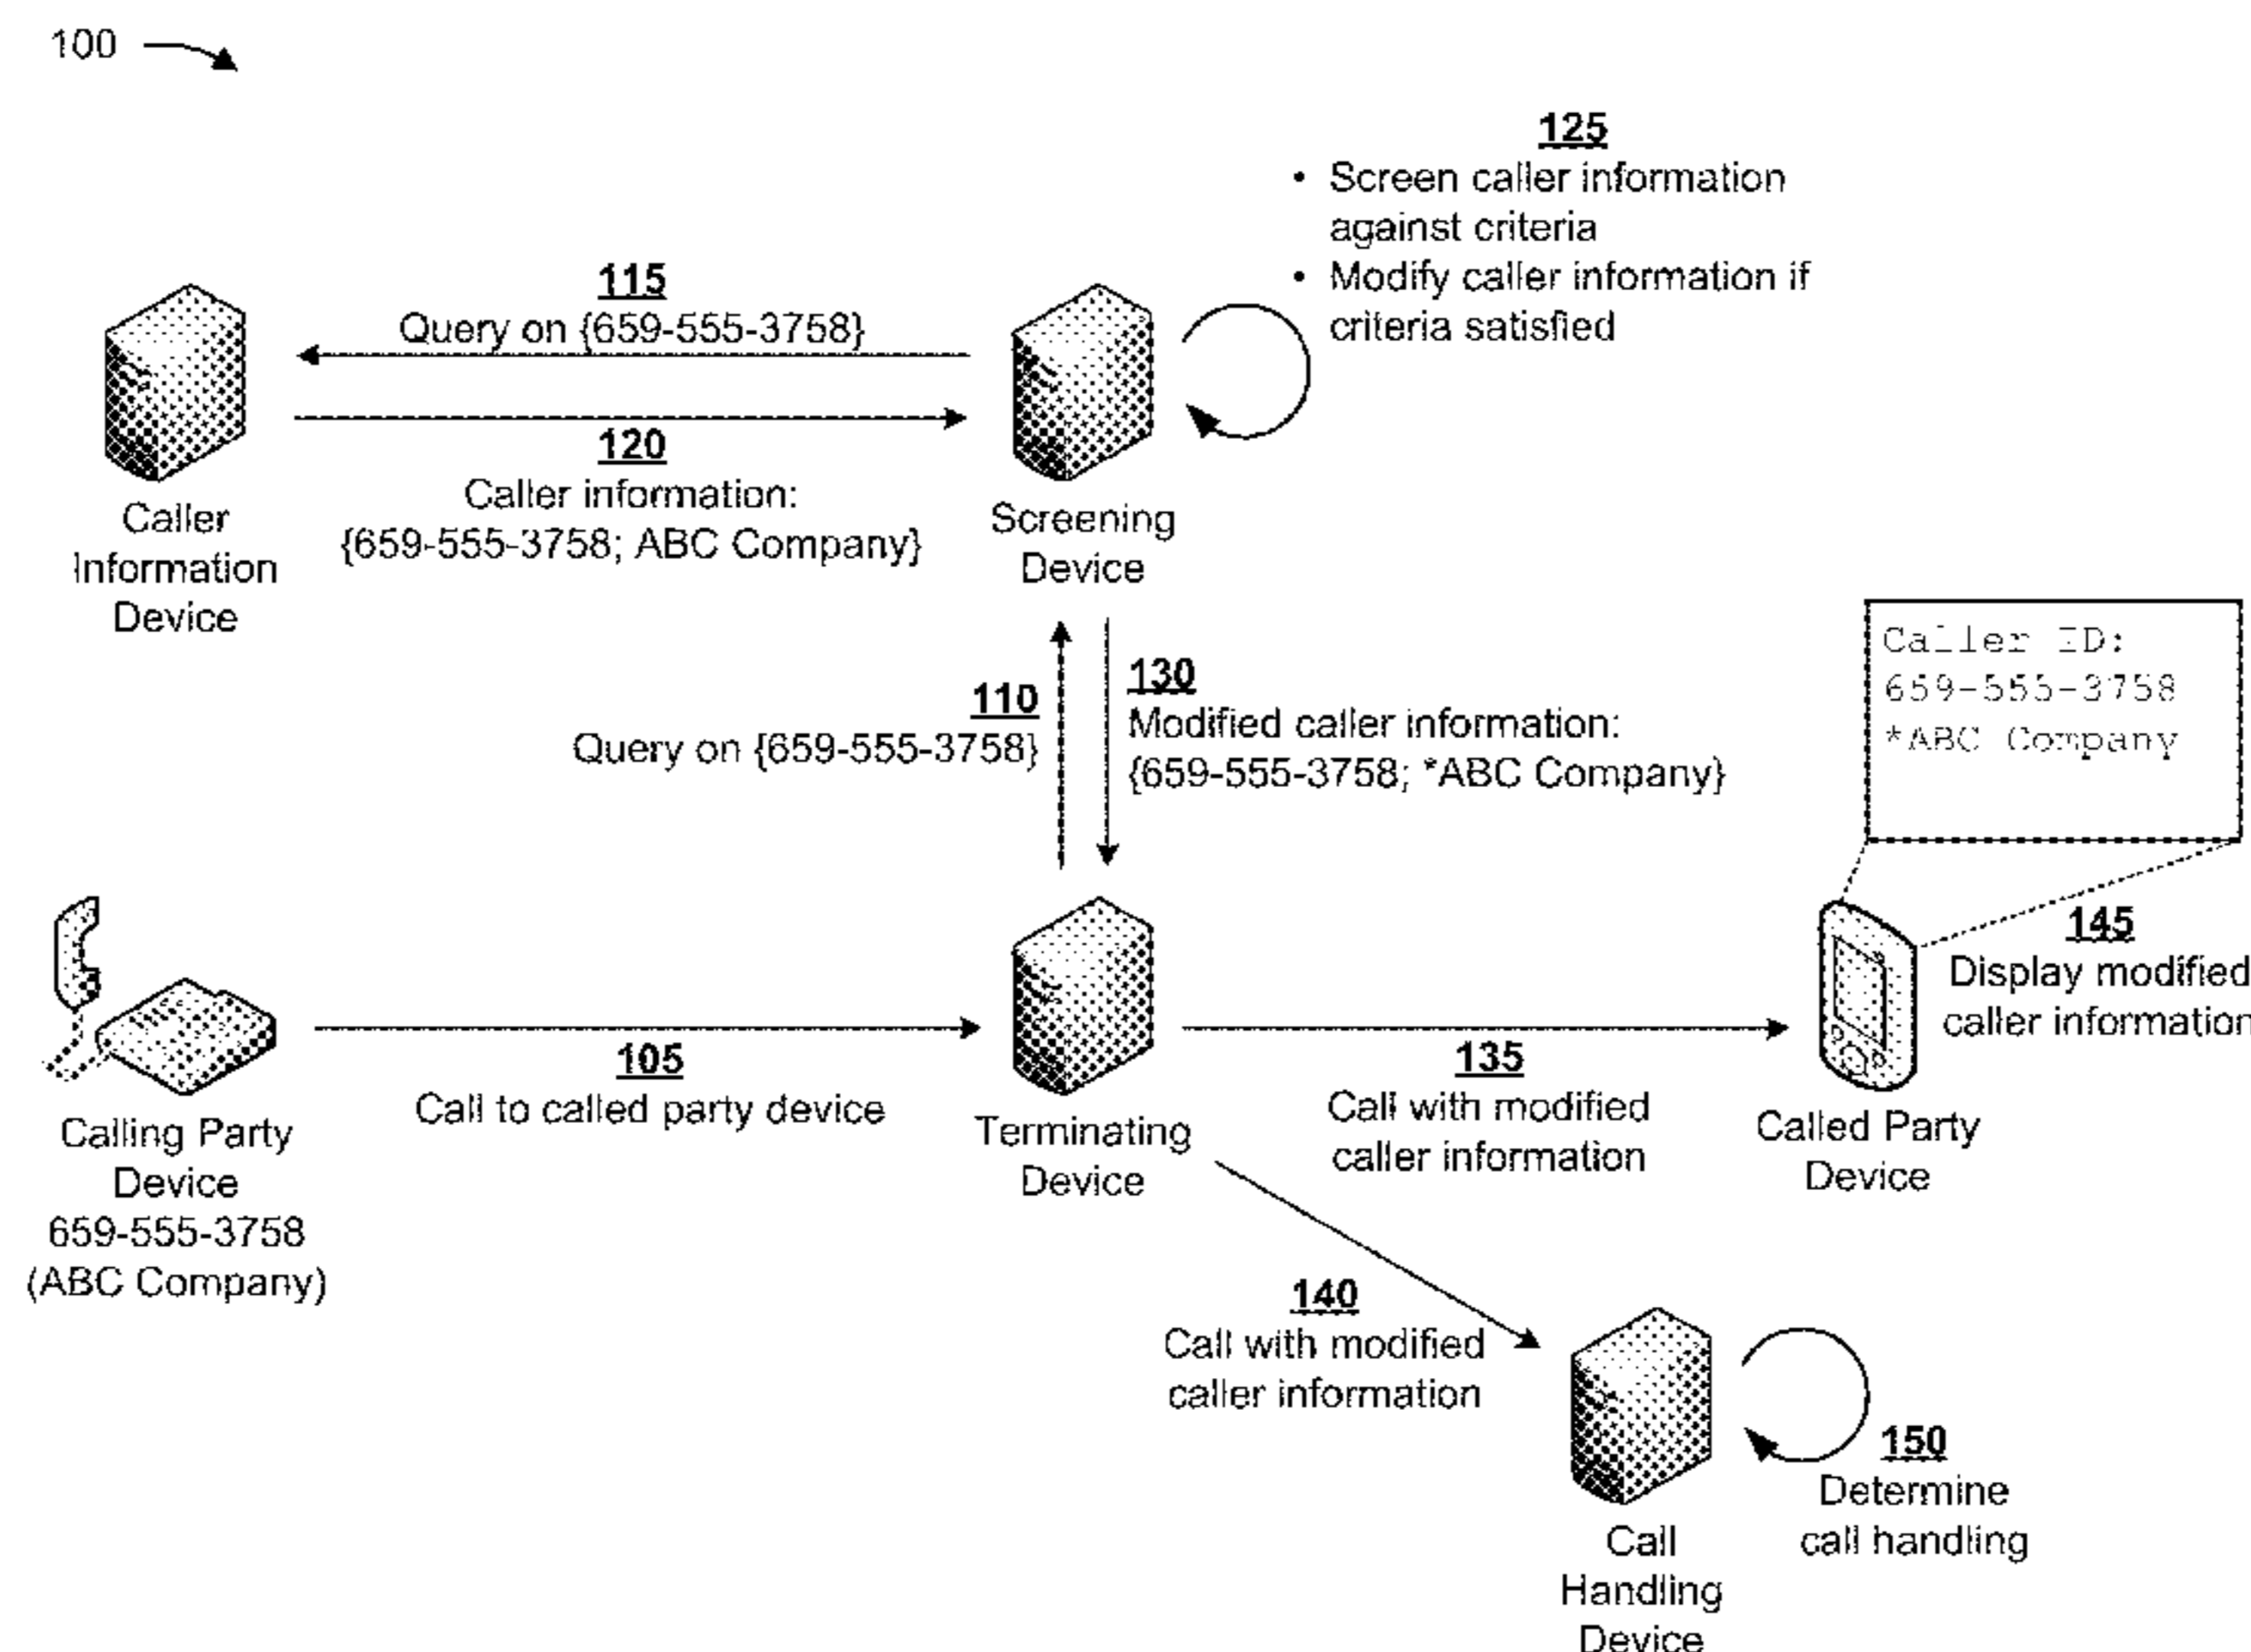 100
125
• Screen caller information
against criteria
• Modify caller information if
criteria satisfied
115
Query on {659-555-3758}
120
Caller information:
{659-555-3758; ABC Company}
Caller
Information
Device
Screening
Device
110
Query on {659-555-3758}
130
Modified caller information:
{659-555-3758; *ABC Company}
Caller ID:
659-555-3758
*ABC Company
145
Display modified
caller information
105
Call to called party device
Calling Party
Device
659-555-3758
(ABC Company)
Terminating
Device
135
Call with modified
caller information
Called Party
Device
140
Call with modified
caller information
150
Determine
call handling
Call
Handling
Device